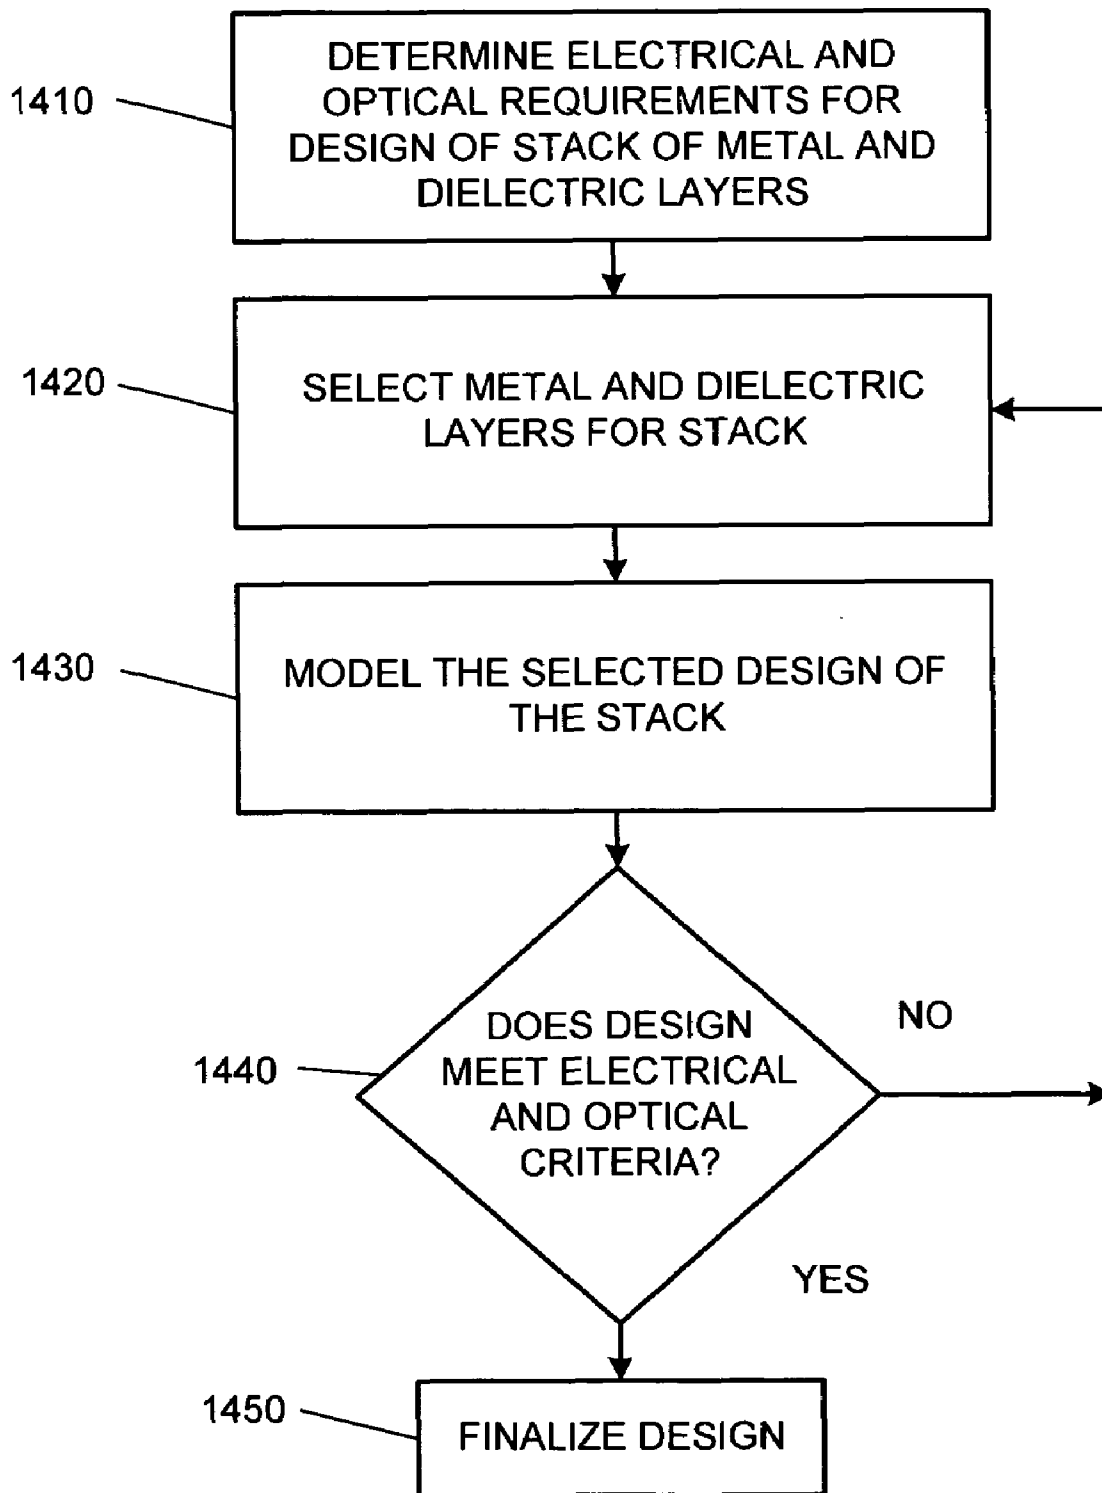 1410
DETERMINE ELECTRICAL AND
OPTICAL REQUIREMENTS FOR
DESIGN OF STACK OF METAL AND
DIELECTRIC LAYERS
1420
SELECT METAL AND DIELECTRIC
LAYERS FOR STACK
1430
MODEL THE SELECTED DESIGN OF
THE STACK
1440
DOES DESIGN
MEET ELECTRICAL
AND OPTICAL
CRITERIA?
NO
YES
1450
FINALIZE DESIGN